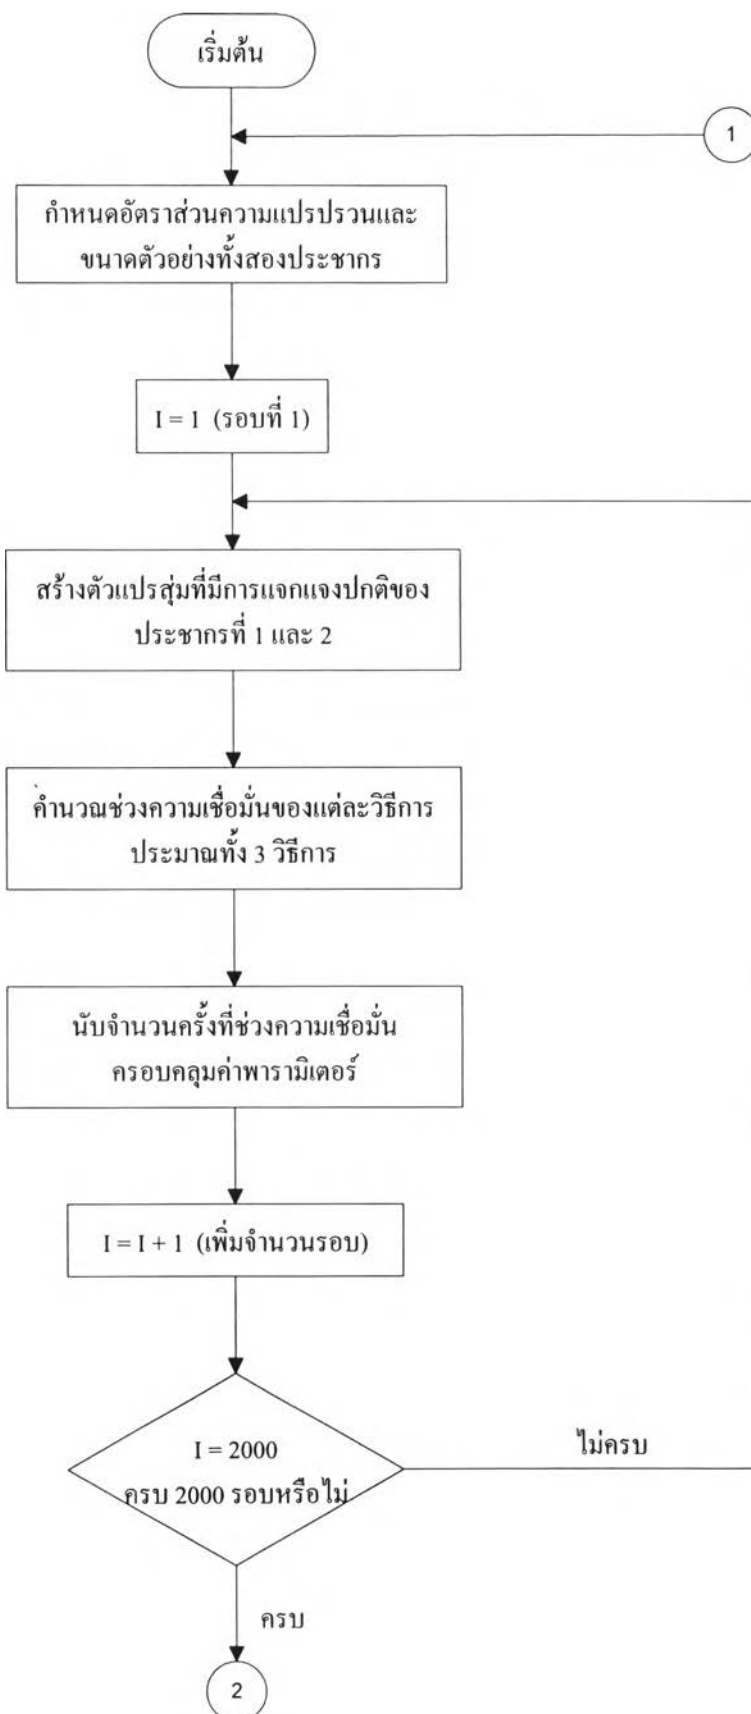 เริ่มต้น
1
กำหนดอัตราส่วนความแปรปรวนและ
ขนาดตัวอย่างทั้งสองประชากร
I = 1 (รอบที่ 1)
สร้างตัวแปรสุ่มที่มีการแจกแจงปกติของ
ประชากรที่ 1 และ 2
คำนวณช่วงความเชื่อมั่นของแต่ละวิธีการ
ประมาณทั้ง 3 วิธีการ
นับจำนวนครั้งที่ช่วงความเชื่อมั่น
ครอบคลุมค่าพารามิเตอร์
I = I + 1 (เพิ่มจำนวนรอบ)
I = 2000
ครบ 2000 รอบหรือไม่
ไม่ครบ
ครบ
2